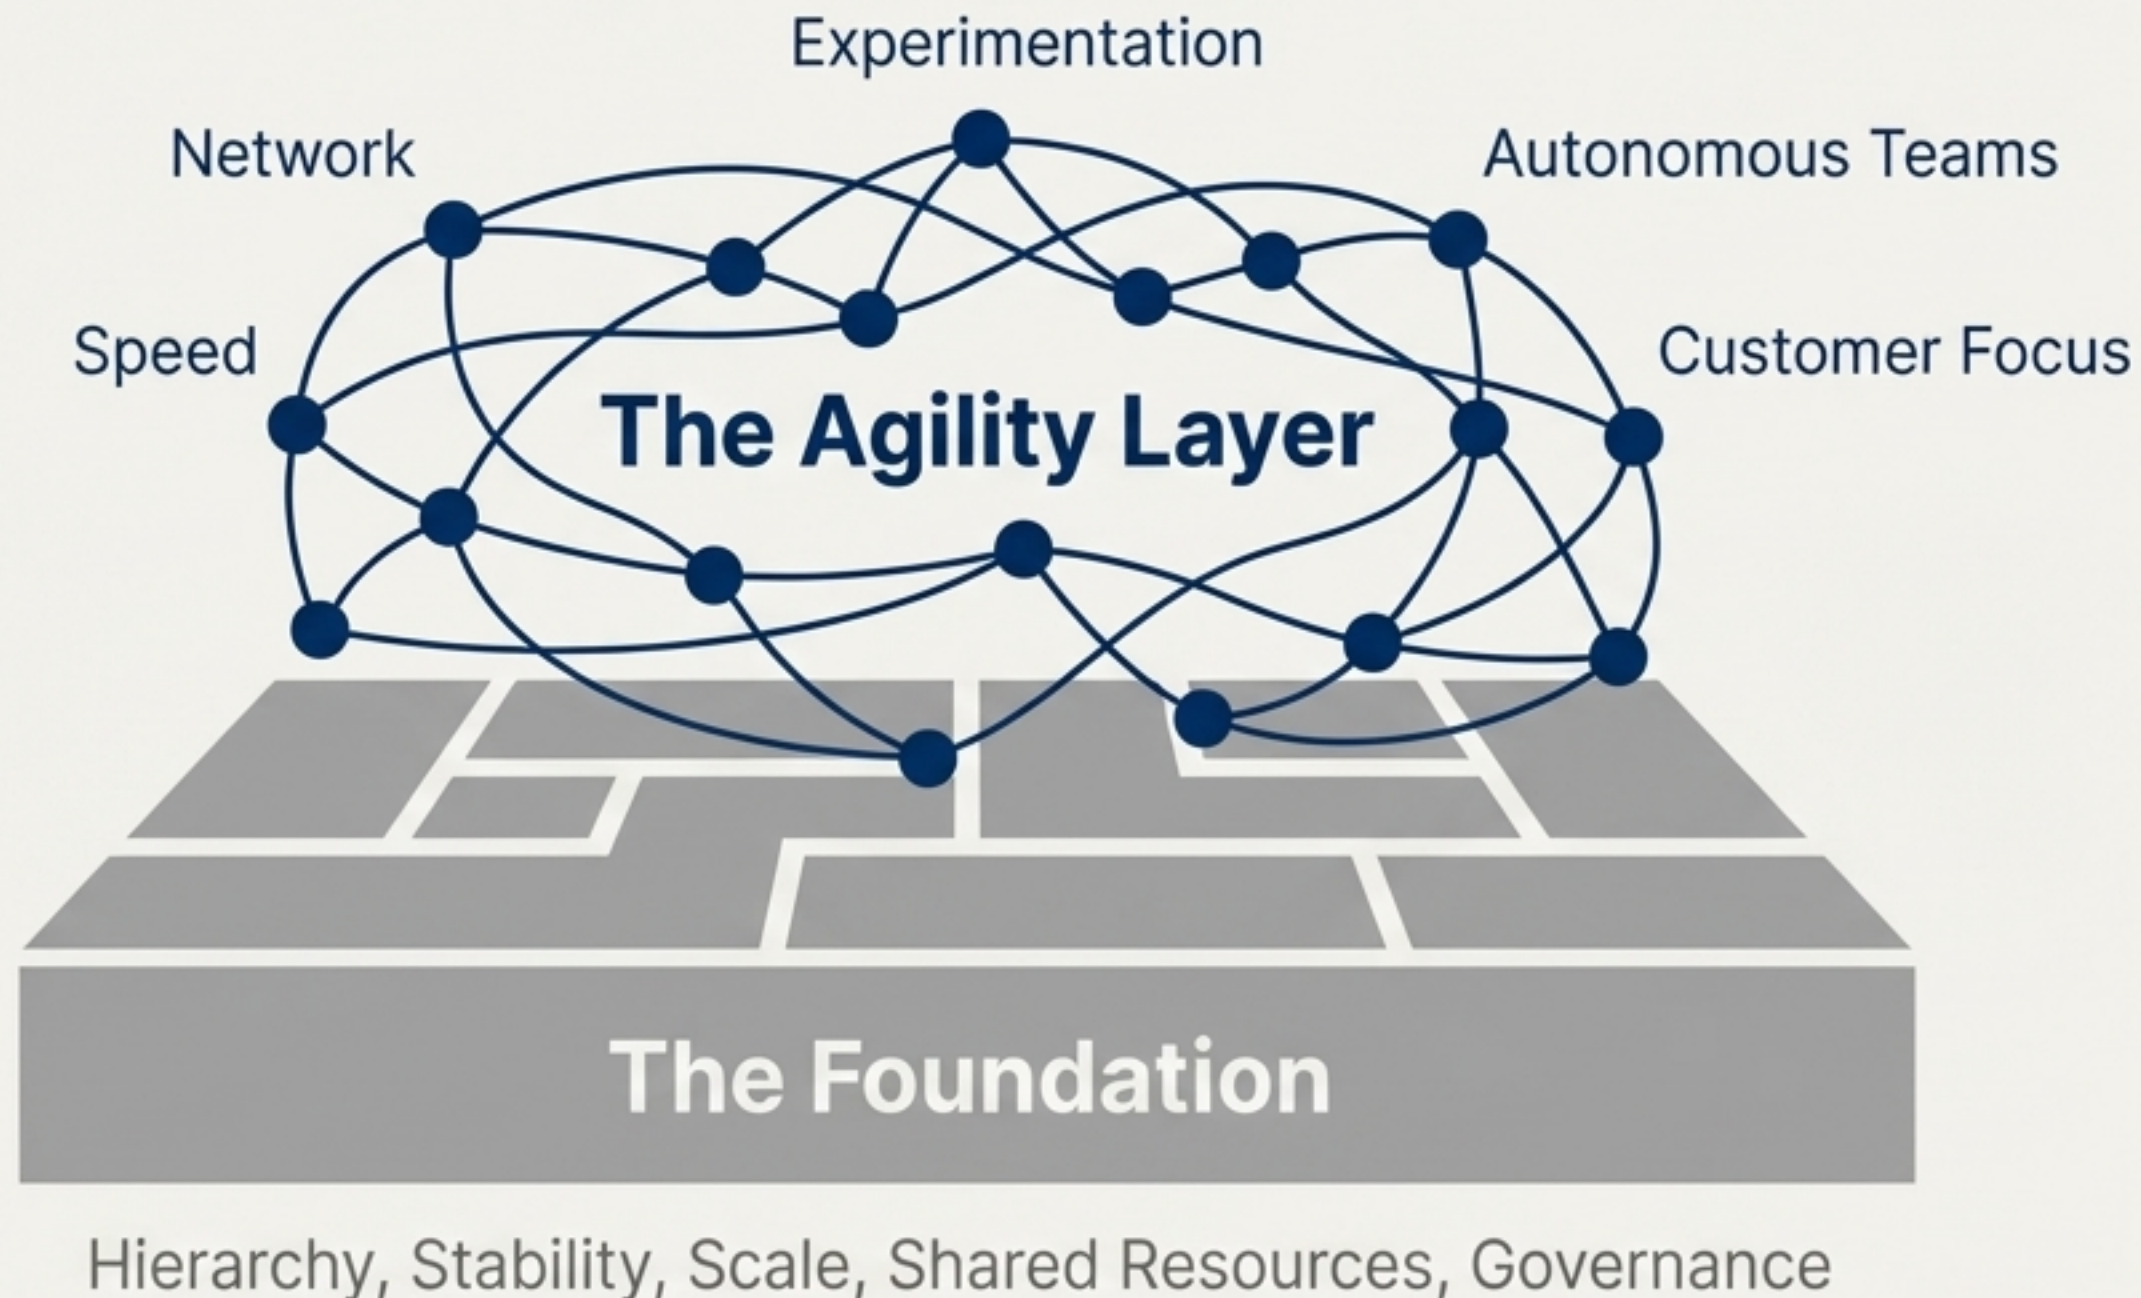 Experimentation
Network
Autonomous Teams
Speed
Customer Focus
The Agility Layer
The Foundation
Hierarchy, Stability, Scale, Shared Resources, Governance